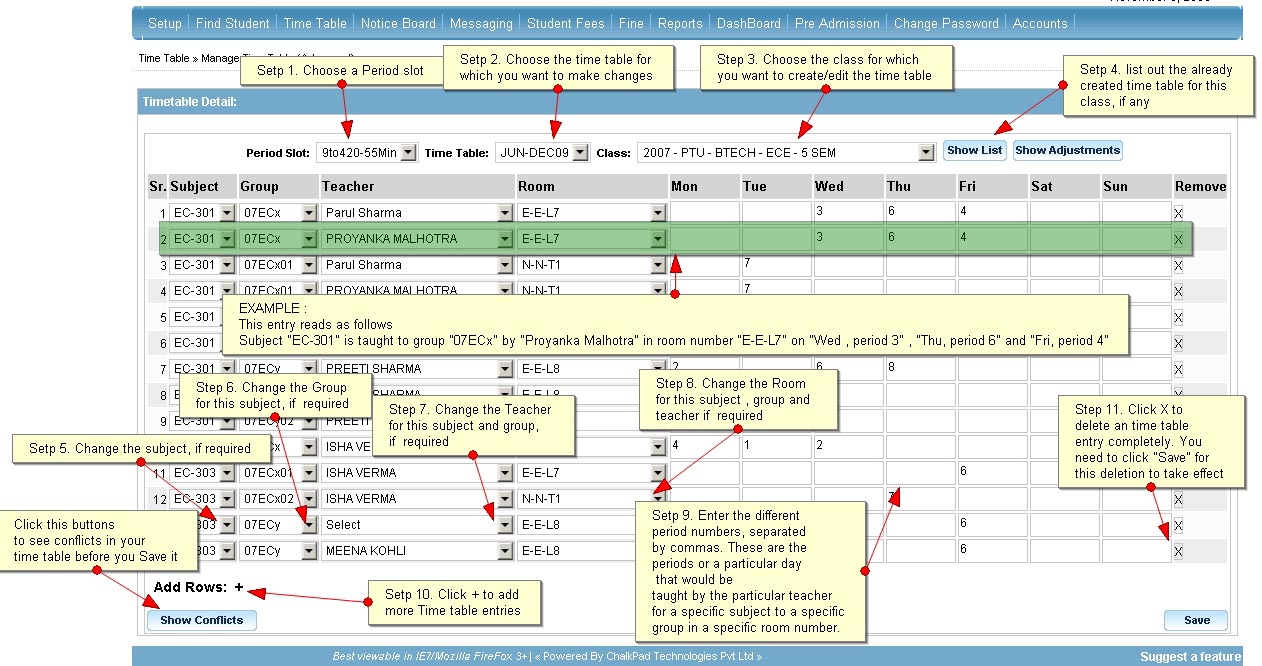 Setup Find Student Time Table Notice Board Messaging Student Fees Fine Reports DashBoard Pre Admission Change Password Accounts
Time Table » Manage
Setp 1. Choose a Period slot
Setp 2. Choose the time table for
which you want to make changes
Step 3. Choose the class for which
you want to create/edit the time table
Setp 4. list out the already
created time table for this
class, if any
Timetable Detail:
Period Slot: 9to420-55Min Time Table: JUN-DEC09 Class: 2007 - PTU - BTECH - ECE - 5 SEM Show List Show Adjustments
Sr. Subject Group Teacher Room Mon Tue Wed Thu Fri Sat Sun Remove
1 EC-301 07ECx Parul Sharma E-E-L7 3 6 4 X
2 EC-301 07ECx PROYANKA MALHOTRA E-E-L7 3 6 4 X
3 EC-301 07ECx01 Parul Sharma N-N-T1 7 X
4 EC-301 07ECx01 PROYANKA MALHOTRA N-N-T1 7 X
5 EC-301 X
6 EC-301 X
EXAMPLE :
This entry reads as follows
Subject "EC-301" is taught to group "07ECx" by "Proyanka Malhotra" in room number "E-E-L7" on "Wed , period 3" , "Thu, period 6" and "Fri, period 4"
7 EC-301 07ECy PREETI SHARMA E-E-L8 2 6 8 X
8 SHARMA E-E-L8 X
9 EC-301 PREETI X
ISHA VE 4 1 2 X
11 EC-303 07ECx01 ISHA VERMA E-E-L7 6 X
12 EC-303 07ECx02 ISHA VERMA N-N-T1 X
303 07ECy Select E-E-L8 6 X
303 07ECy MEENA KOHLI E-E-L8 6 X
Step 6. Change the Group
for this subject, if required
Step 7. Change the Teacher
for this subject and group,
if required
Step 8. Change the Room
for this subject , group and
teacher if required
Setp 5. Change the subject, if required
Step 11. Click X to
delete an time table
entry completely. You
need to click "Save" for
this deletion to take effect
Click this buttons
to see conflicts in your
time table before you Save it
Setp 9. Enter the different
period numbers, separated
by commas. These are the
periods or a particular day
that would be
taught by the particular teacher
for a specific subject to a specific
group in a specific room number.
Add Rows: +
Setp 10. Click + to add
more Time table entries
Show Conflicts
Save
Best viewable in IE7/Mozilla FireFox 3+| « Powered By ChalkPad Technologies Pvt Ltd »
Suggest a feature